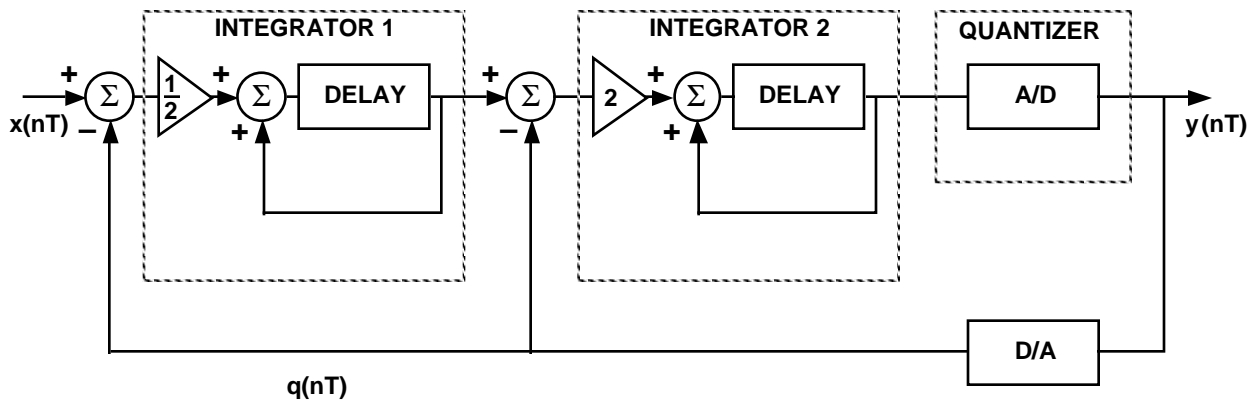 INTEGRATOR 1
INTEGRATOR 2
QUANTIZER
+
Σ
−
1/2
+
Σ
+
DELAY
+
Σ
−
2
+
Σ
+
DELAY
A/D
x(nT)
y(nT)
D/A
q(nT)